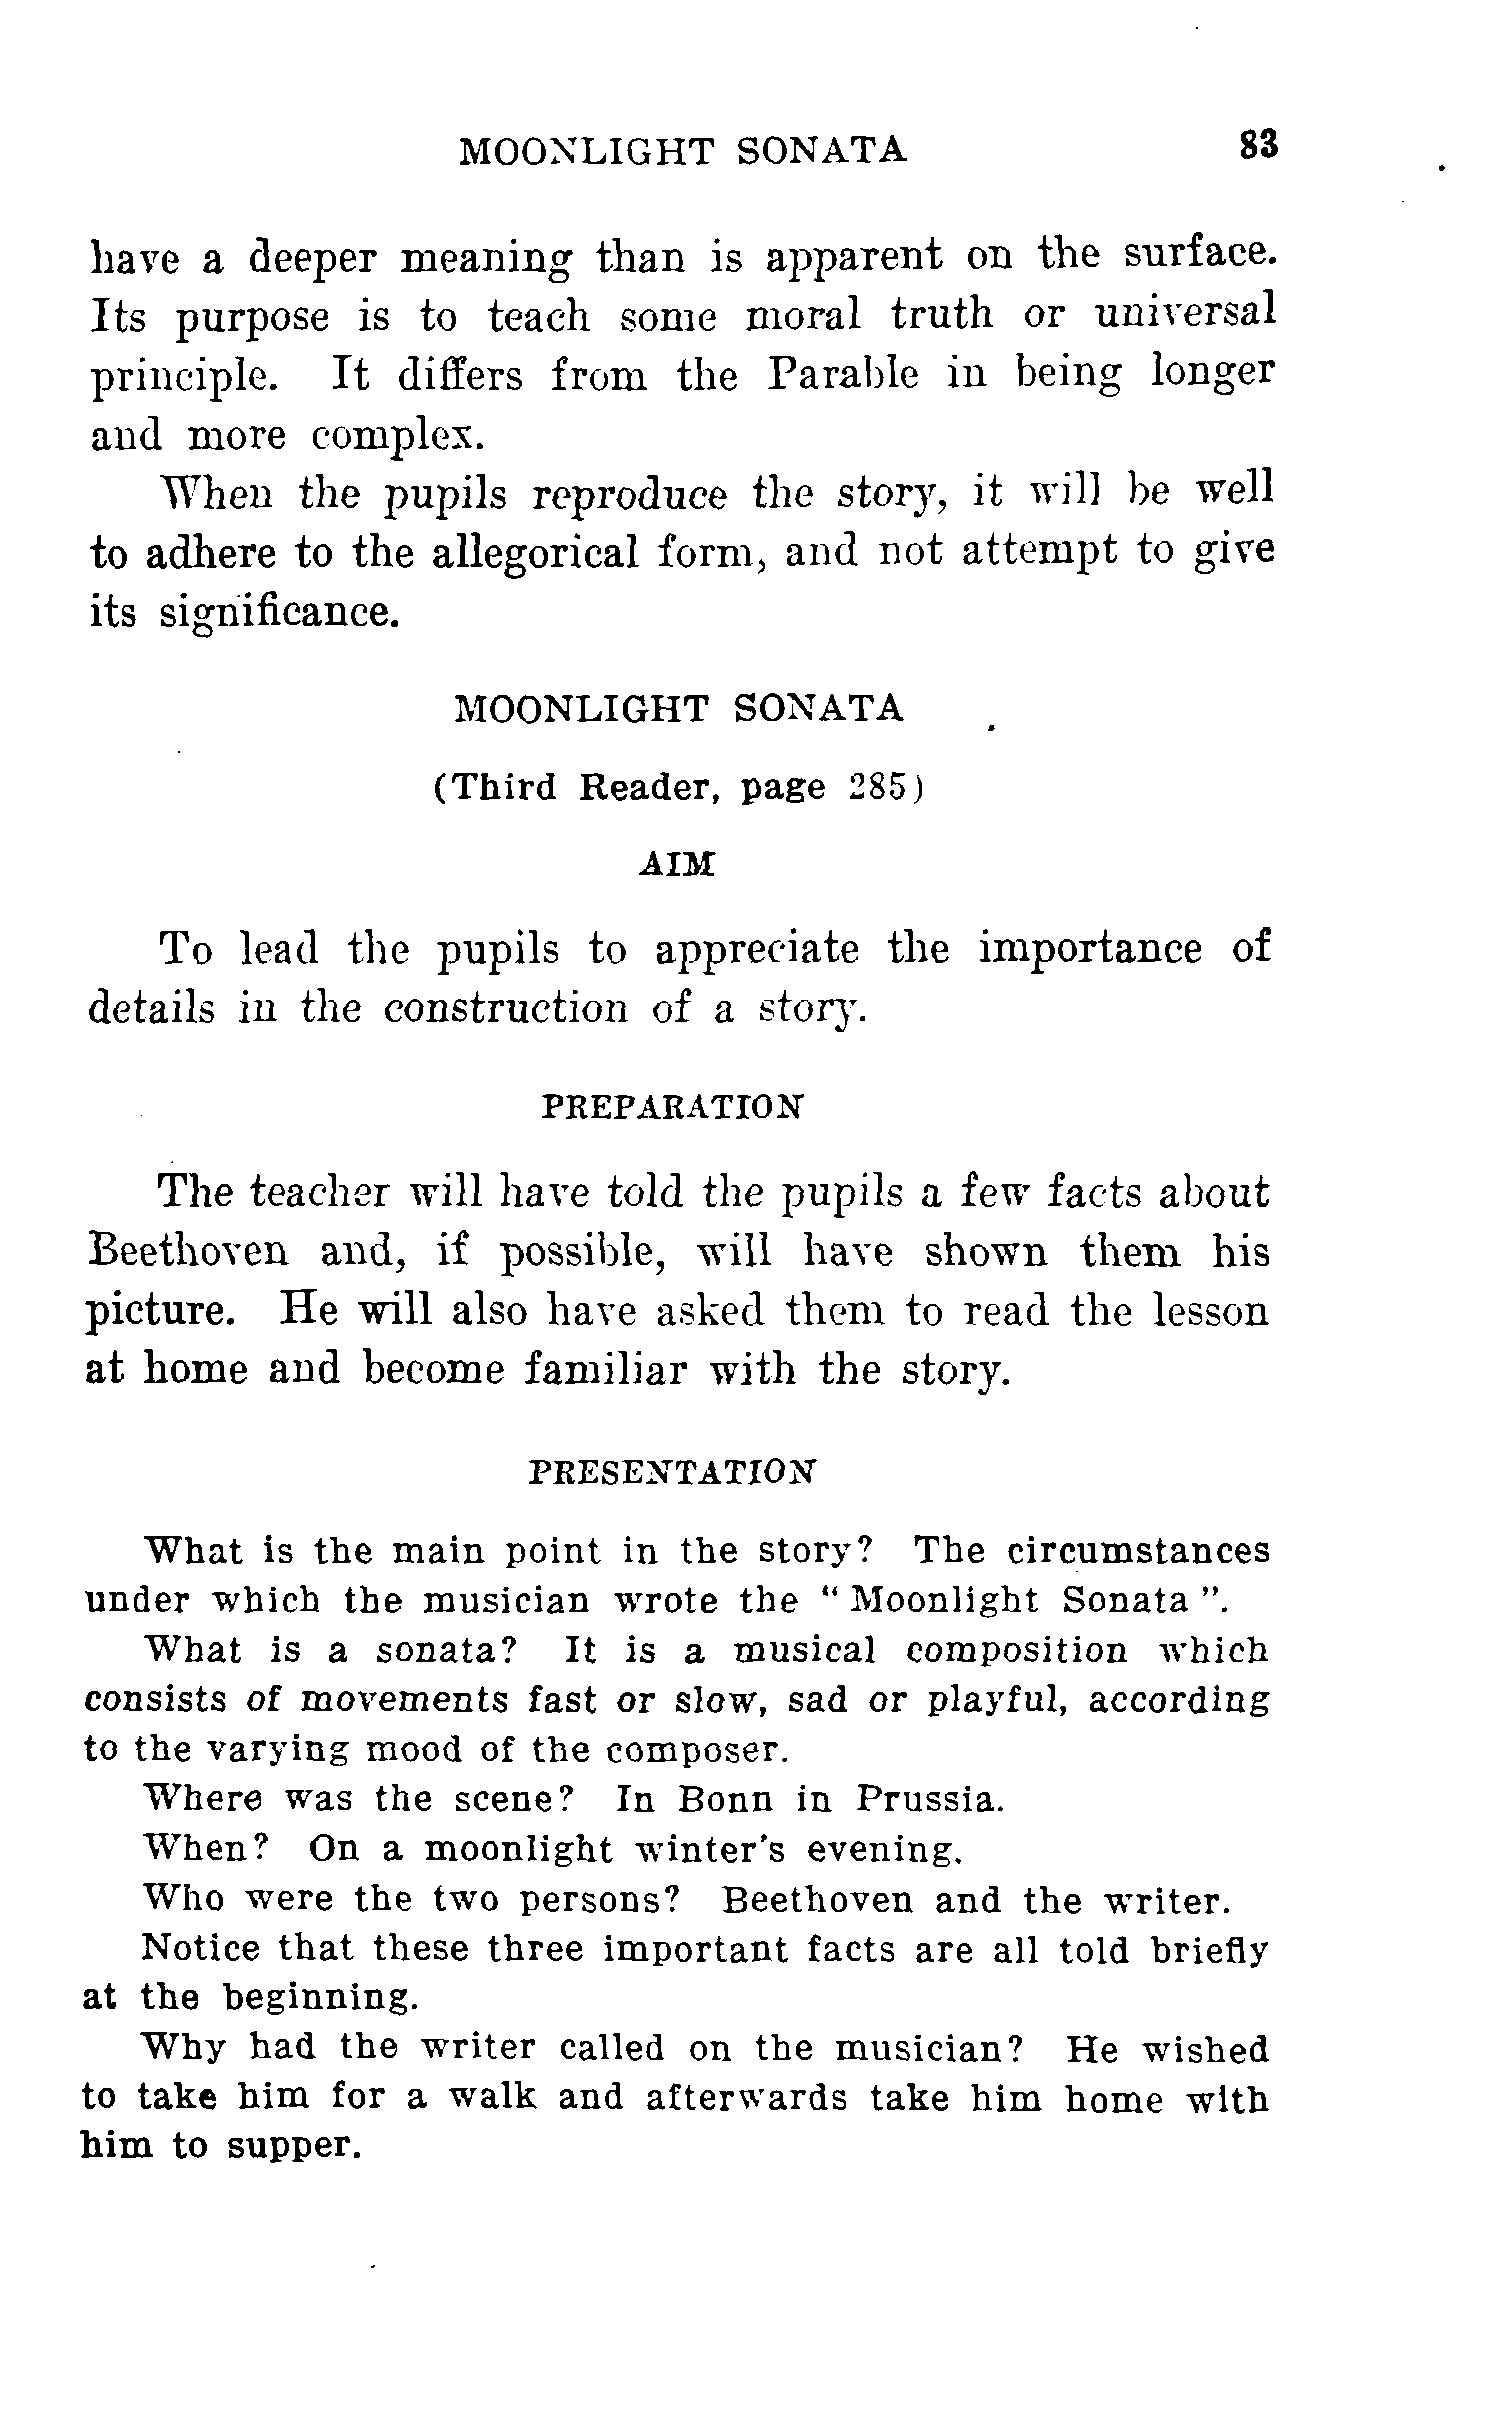 MOONLIGHT SONATA 83
have a deeper meaning than is apparent on the surface.
Its purpose is to teach some moral truth or universal
principle. It differs from the Parable in being longer
and more complex.
When the pupils reproduce the story, it will be well
to adhere to the allegorical form, and not attempt to give
its significance.
MOONLIGHT SONATA
(Third Reader, page 285)
AIM
To lead the pupils to appreciate the importance of
details in the construction of a story.
PREPARATION
The teacher will have told the pupils a few facts about
Beethoven and, if possible, will have shown them his
picture. He will also have asked them to read the lesson
at home and become familiar with the story.
PRESENTATION
What is the main point in the story? The circumstances
under which the musician wrote the " Moonlight Sonata ".
What is a sonata? It is a musical composition which
consists of movements fast or slow, sad or playful, according
to the varying mood of the composer.
Where was the scene? In Bonn in Prussia.
When? On a moonlight winter's evening.
Who were the two persons? Beethoven and the writer.
Notice that these three important facts are all told briefly
at the beginning.
Why had the writer called on the musician? He wished
to take him for a walk and afterwards take him home with
him to supper.